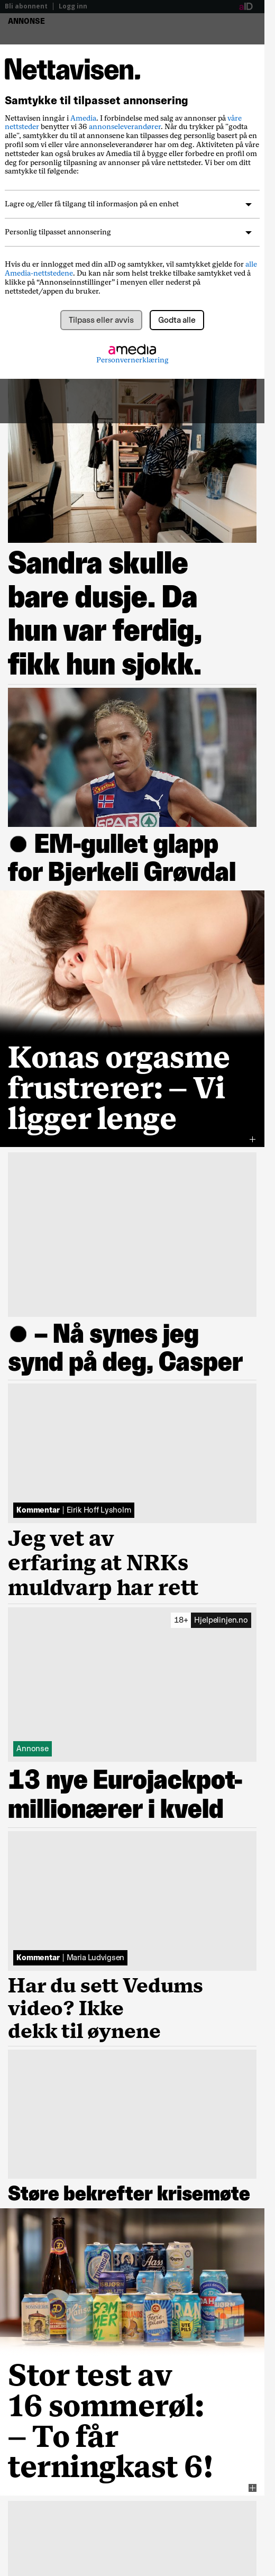 Bli abonnent | Logg inn
aID
ANNONSE
Nettavisen.
Samtykke til tilpasset annonsering
Nettavisen inngår i Amedia. I forbindelse med salg av annonser på våre
nettsteder benytter vi 36 annonseleverandører. Når du trykker på "godta
alle", samtykker du til at annonsene kan tilpasses deg personlig basert på en
profil som vi eller våre annonseleverandører har om deg. Aktiviteten på våre
nettsteder kan også brukes av Amedia til å bygge eller forbedre en profil om
deg for personlig tilpasning av annonser på våre nettsteder. Vi ber om ditt
samtykke til følgende:
Lagre og/eller få tilgang til informasjon på en enhet
Personlig tilpasset annonsering
Hvis du er innlogget med din aID og samtykker, vil samtykket gjelde for alle
Amedia-nettstedene. Du kan når som helst trekke tilbake samtykket ved å
klikke på “Annonseinnstillinger” i menyen eller nederst på
nettstedet/appen du bruker.
Tilpass eller avvis
Godta alle
amedia
Personvernerklæring
Sandra skulle
bare dusje. Da
hun var ferdig,
fikk hun sjokk.
SPAR
● EM-gullet glapp
for Bjerkeli Grøvdal
Konas orgasme
frustrerer: – Vi
ligger lenge
● – Nå synes jeg
synd på deg, Casper
Kommentar | Eirik Hoff Lysholm
Jeg vet av
erfaring at NRKs
muldvarp har rett
18+ Hjelpelinjen.no
Annonse
13 nye Eurojackpot-
millionærer i kveld
Kommentar | Maria Ludvigsen
Har du sett Vedums
video? Ikke
dekk til øynene
Støre bekrefter krisemøte
Stor test av
16 sommerøl:
– To får
terningkast 6!